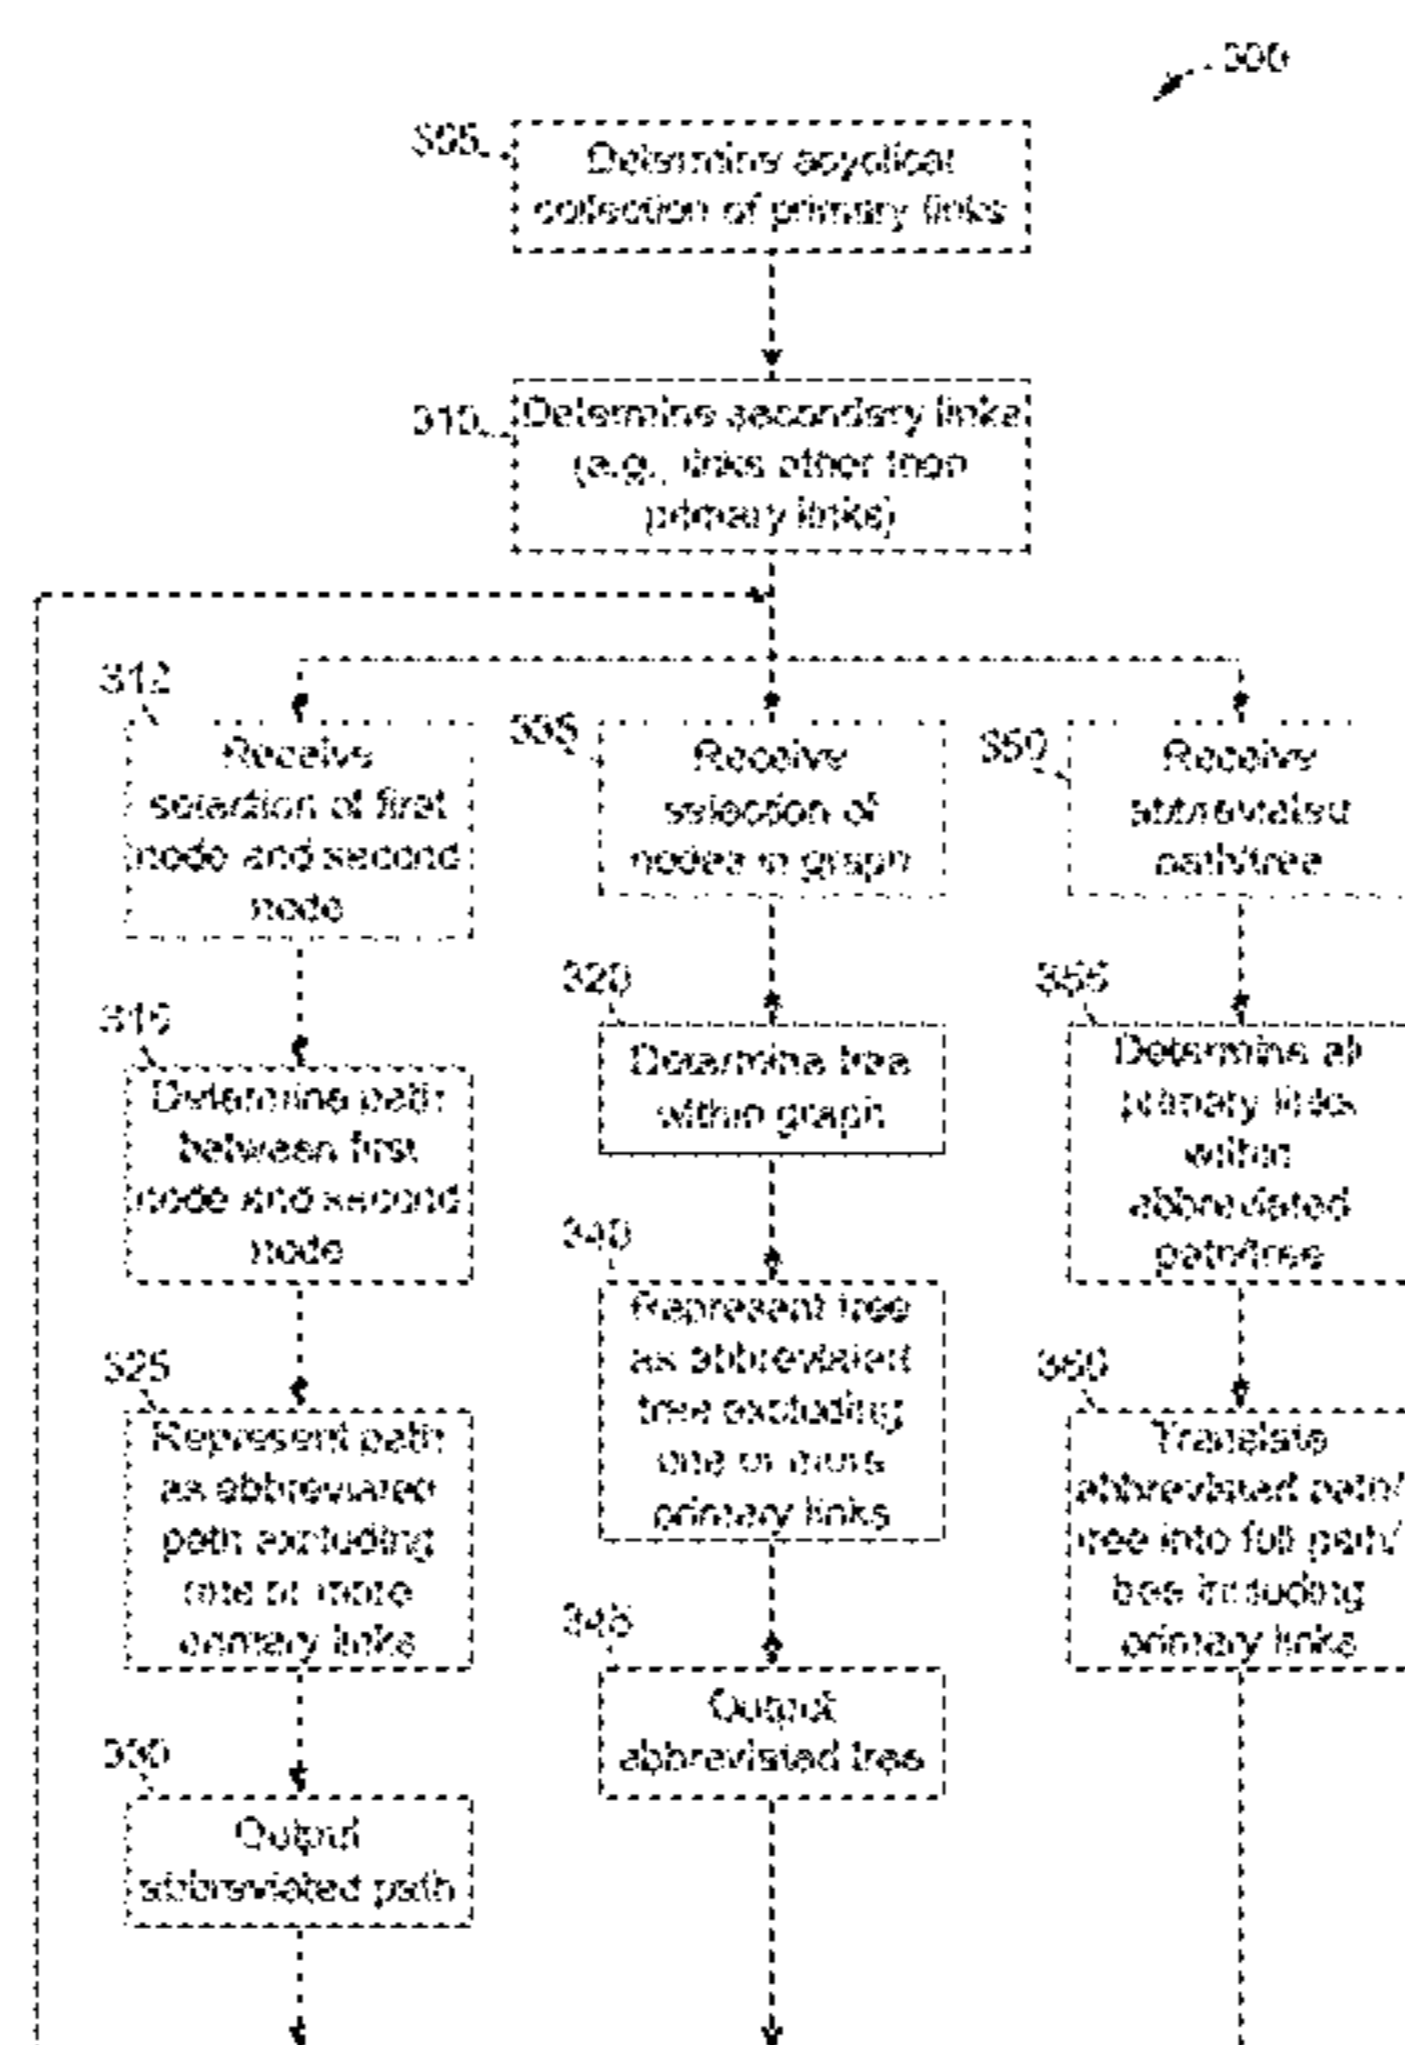 300
305
Determine acyclical
collection of primary links
310
Determine secondary links
(e.g., links other than
primary links)
312
Receive
selection of first
node and second
node
315
Determine path
between first
node and second
node
325
Represent path
as abbreviated
path excluding
one or more
primary links
330
Output
abbreviated path
335
Receive
selection of
nodes in graph
320
Determine tree
within graph
340
Represent tree
as abbreviated
tree excluding
one or more
primary links
345
Output
abbreviated tree
350
Receive
abbreviated
path/tree
355
Determine all
primary links
within
abbreviated
path/tree
360
Translate
abbreviated path/
tree into full path/
tree including
primary links